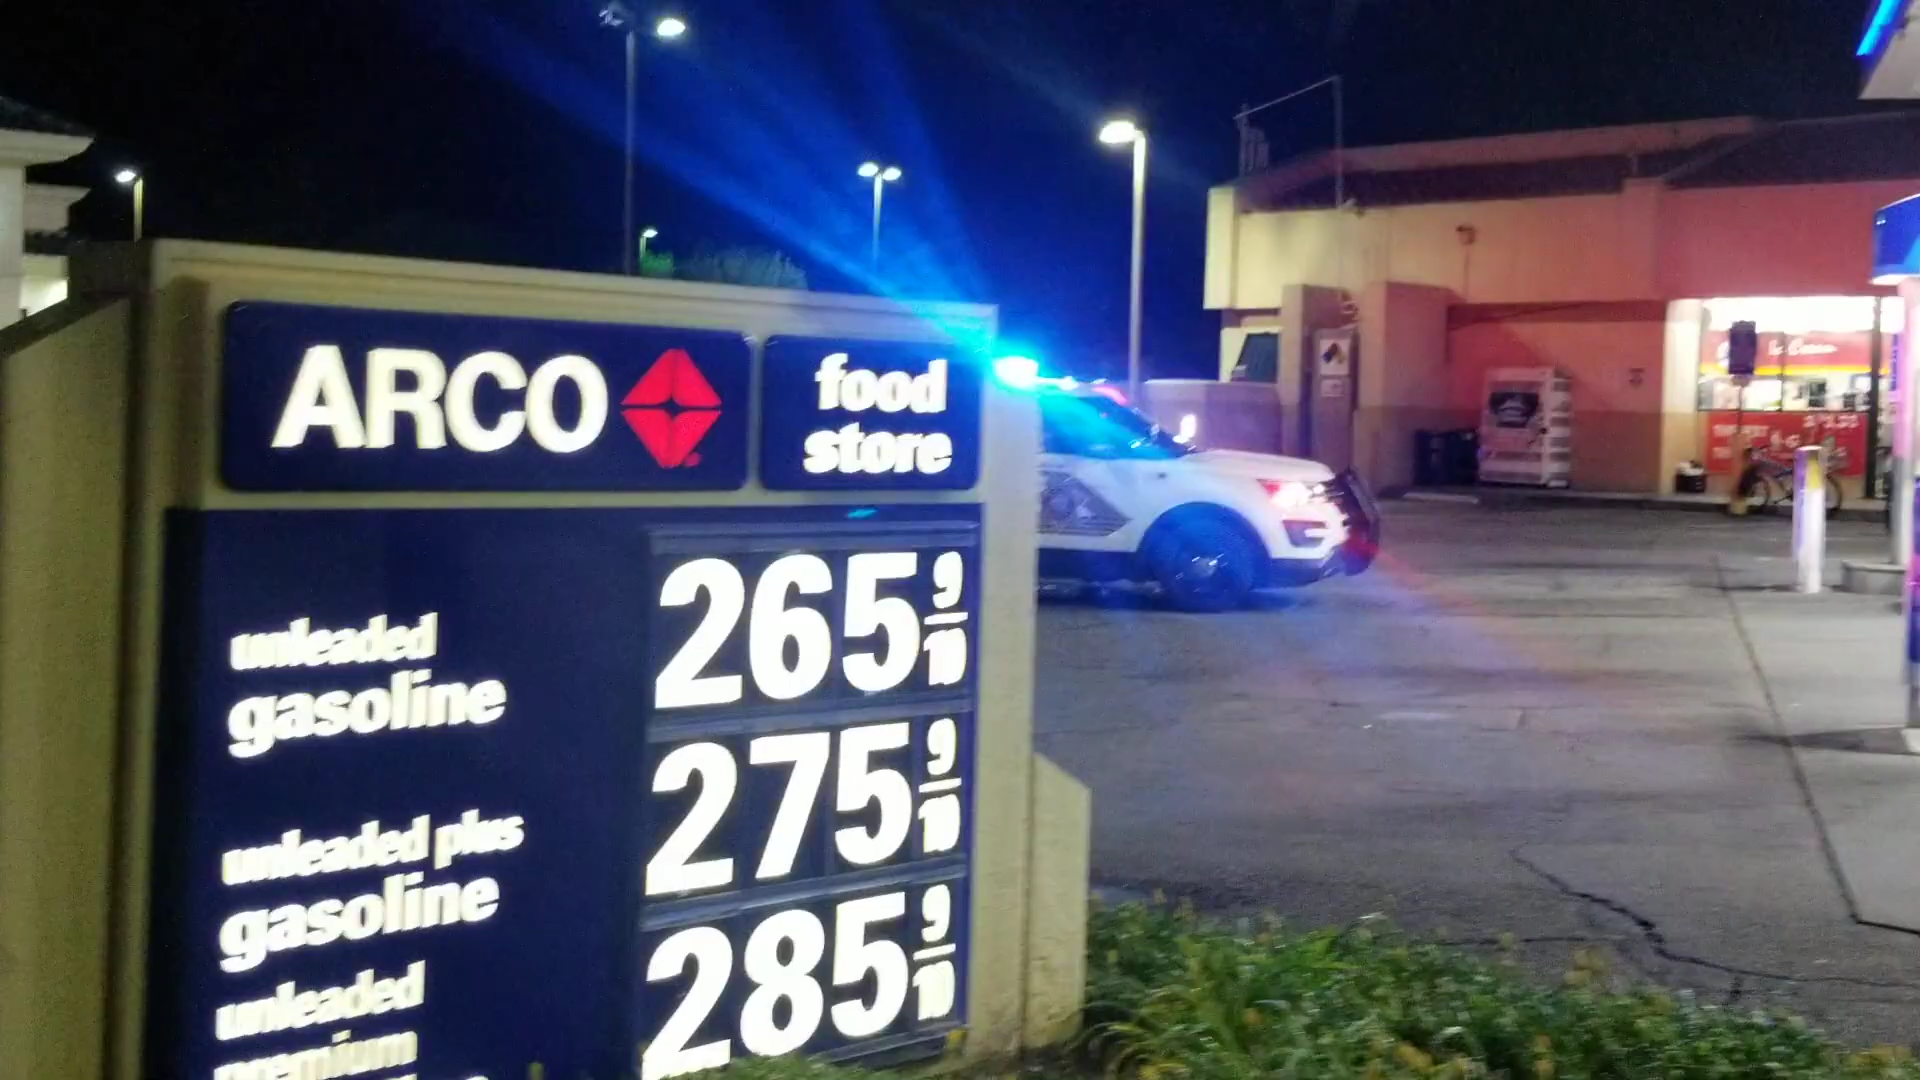 ARCO
food
store
unleaded
gasoline
265 9/10
unleaded plus
gasoline
275 9/10
unleaded
premium
285 9/10